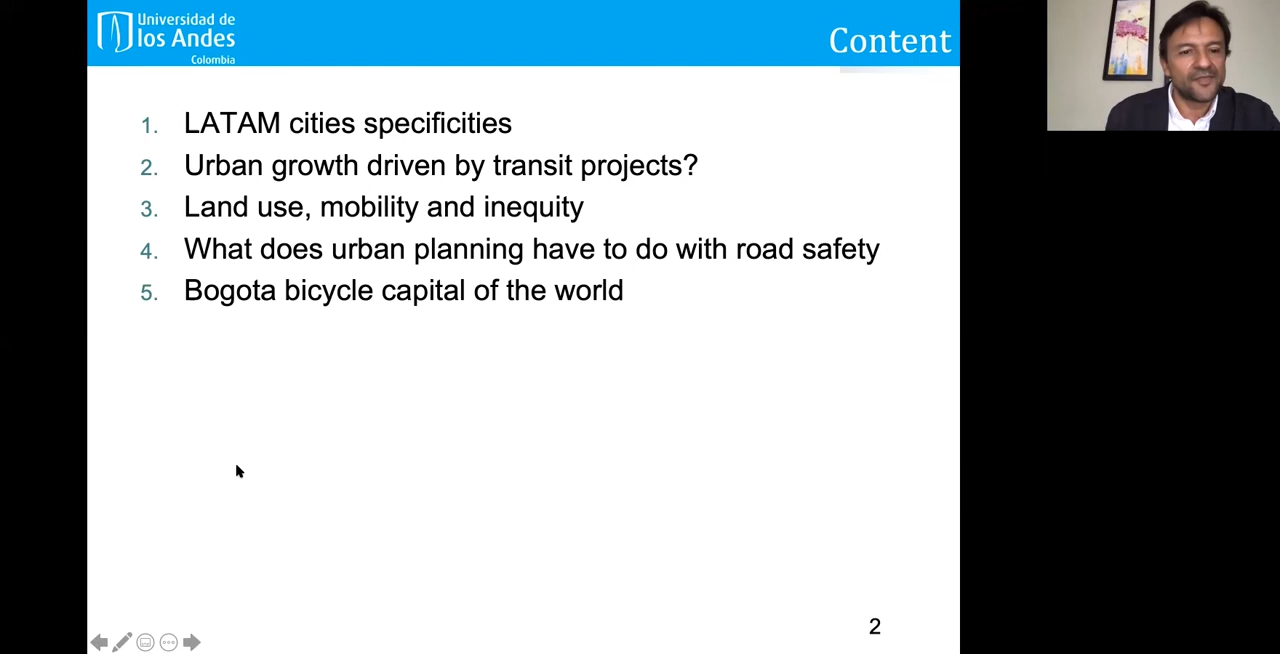 Universidad de
los Andes
Colombia
Content
1. LATAM cities specificities
2. Urban growth driven by transit projects?
3. Land use, mobility and inequity
4. What does urban planning have to do with road safety
5. Bogota bicycle capital of the world
2